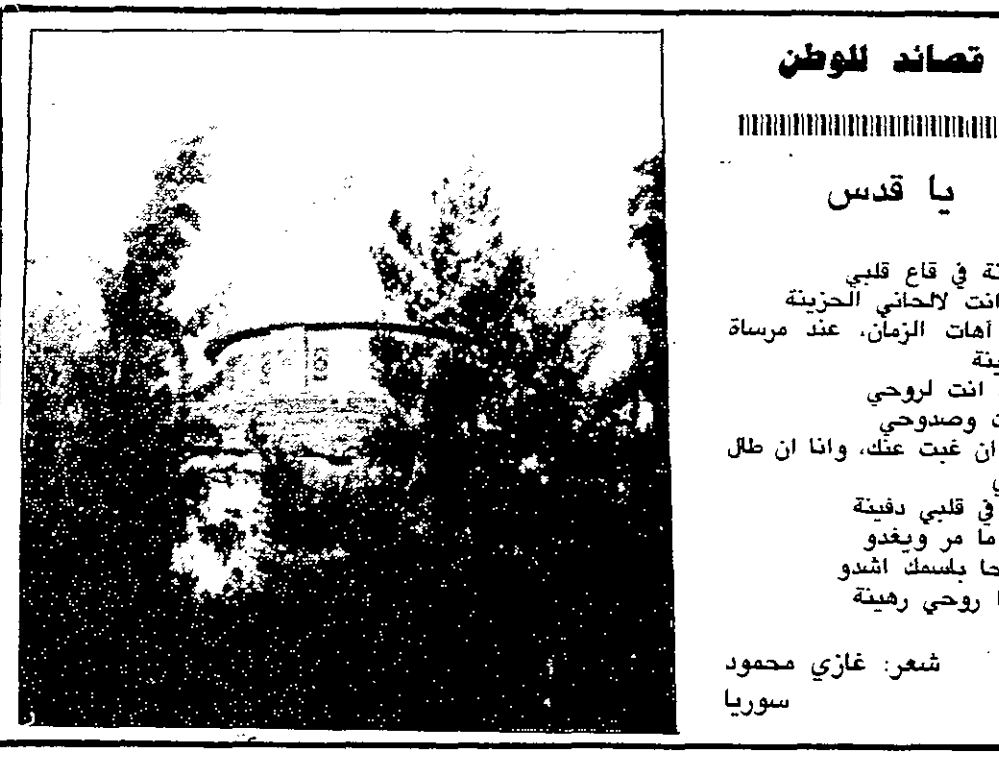 قصائد للوطن
يا قدس
في قاع قلبي
انت لالحاني الحزينة
آهات الزمان، عند مرساة
انت لروحي
وصدوحي
ان غبت عنك، وانا ان طال
في قلبي دفينة
ما مر ويغدو
باسمك اشدو
روحي رهينة
شعر: غازي محمود
سوريا